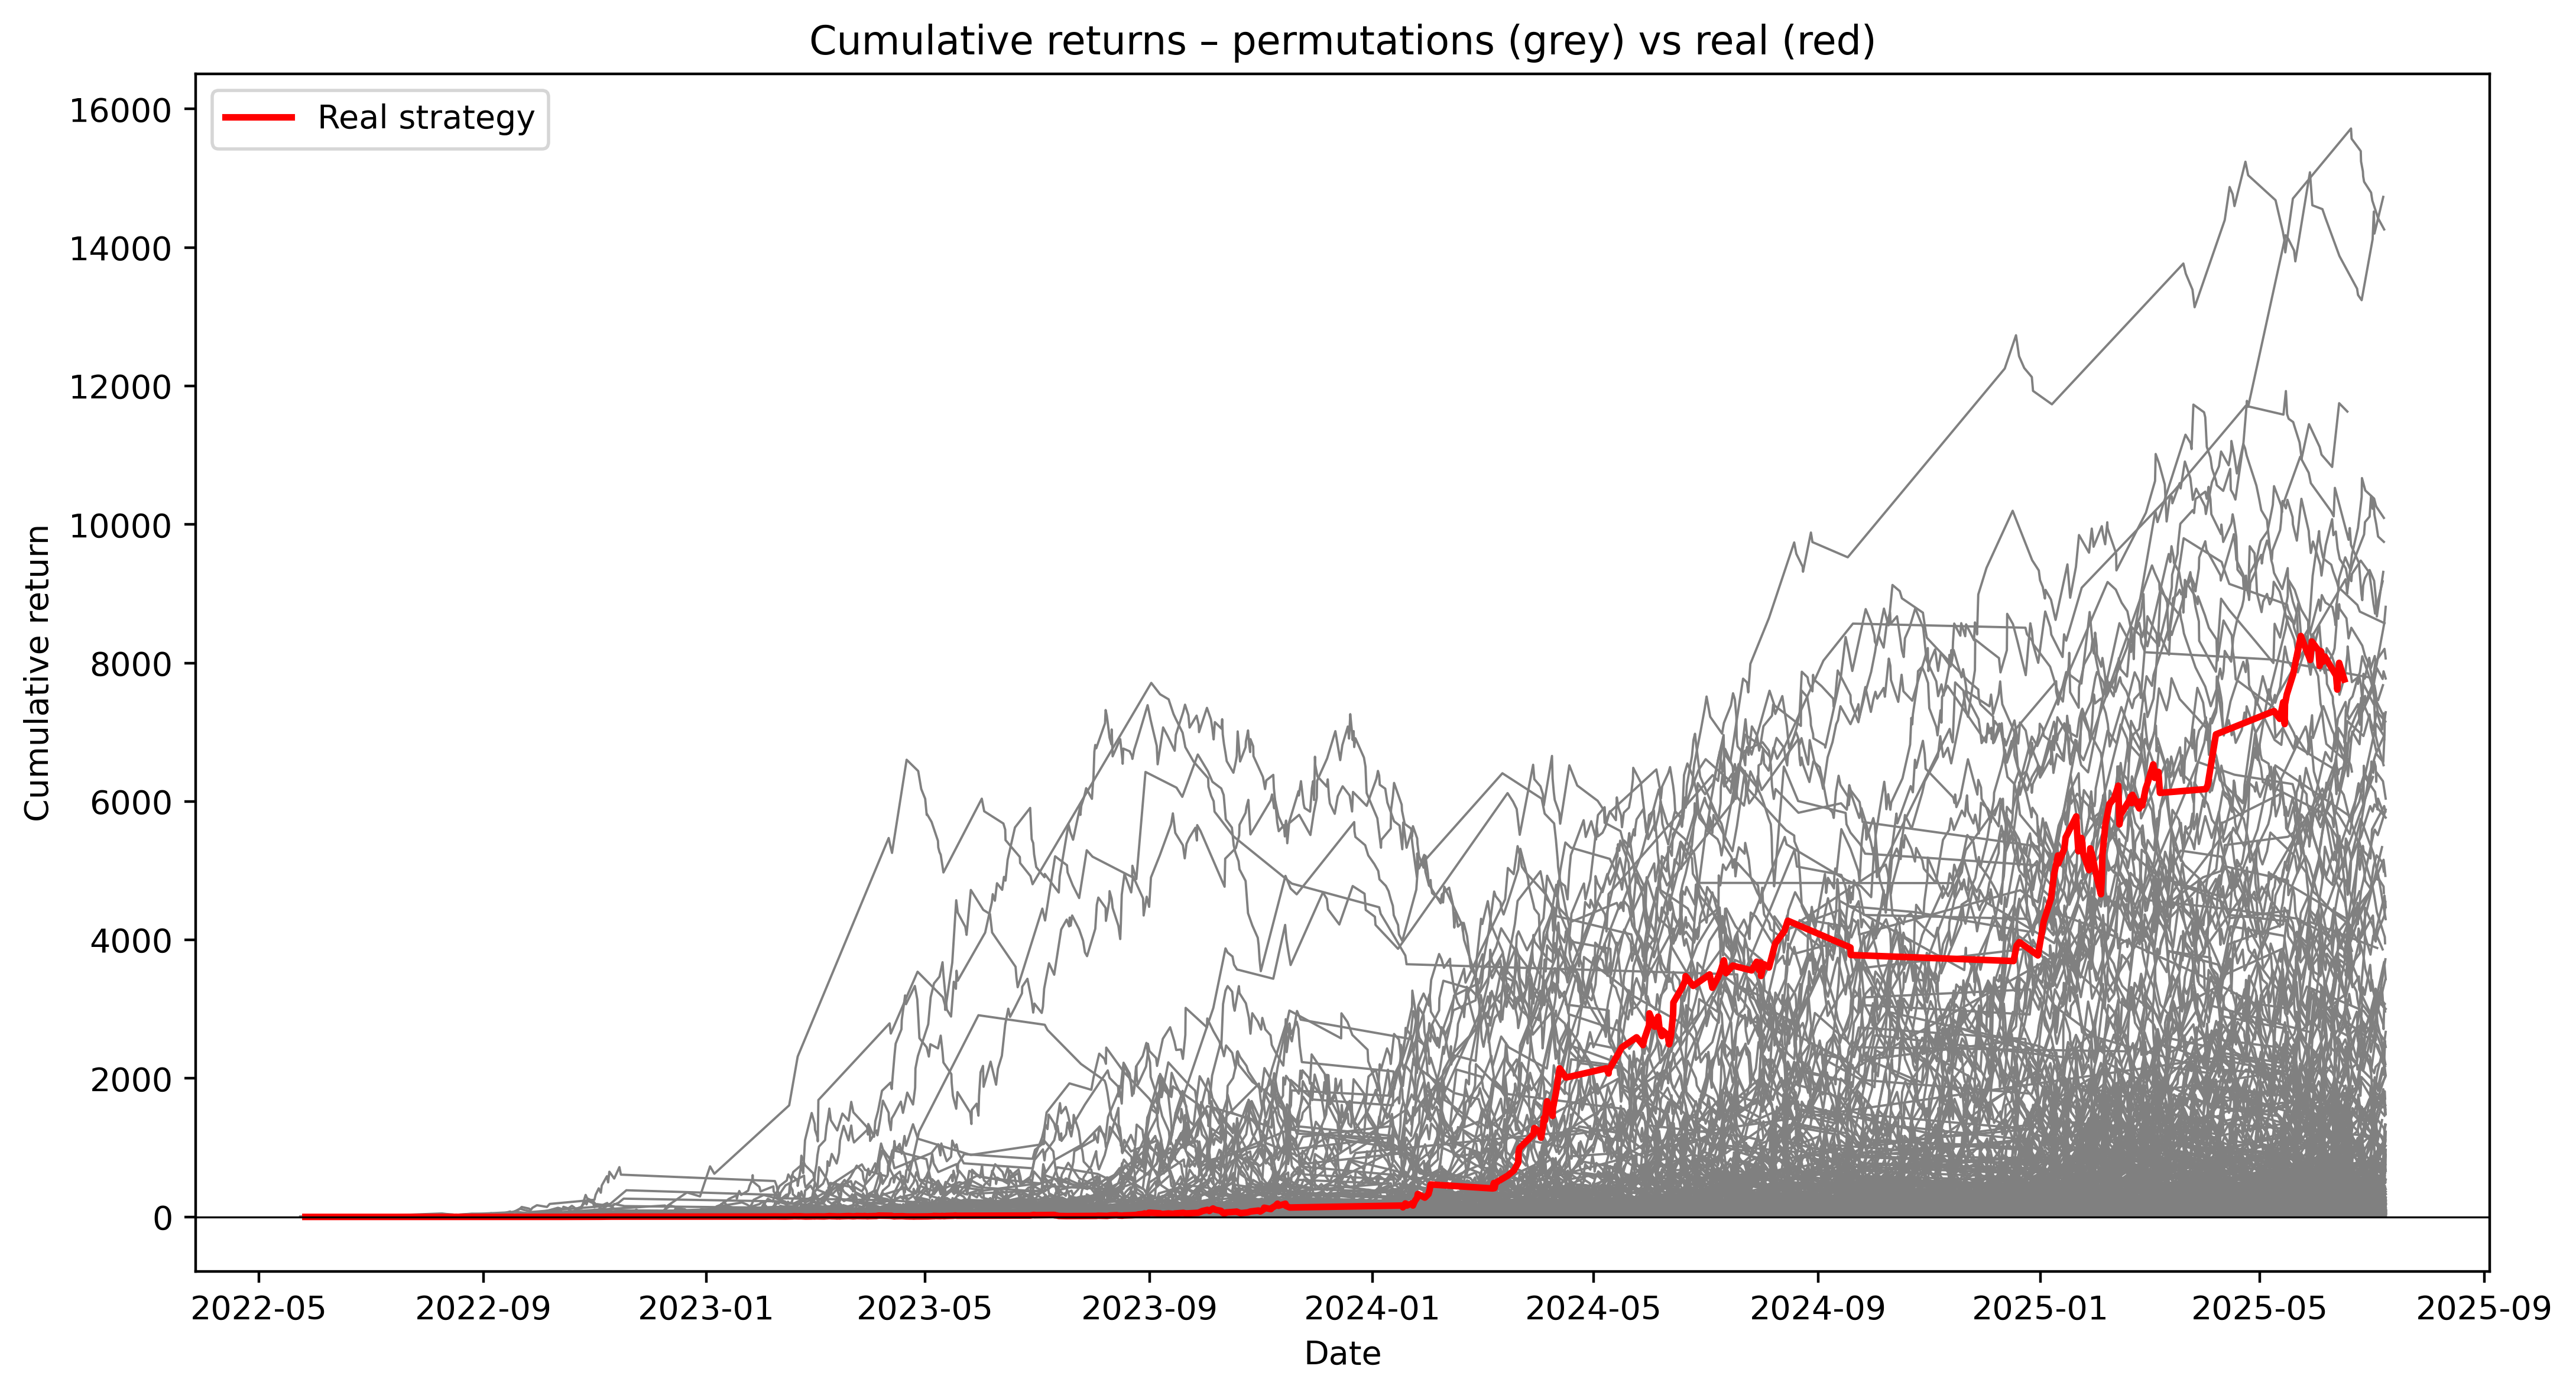 Cumulative returns – permutations (grey) vs real (red)
Real strategy
16000
14000
12000
10000
8000
6000
4000
2000
0
Cumulative return
2022-05 2022-09 2023-01 2023-05 2023-09 2024-01 2024-05 2024-09 2025-01 2025-05 2025-09
Date